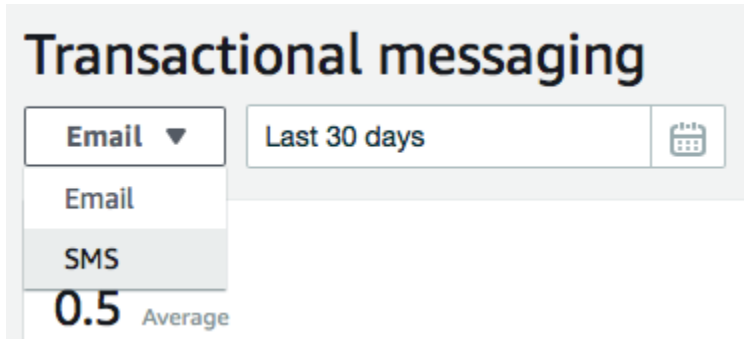 Transactional messaging
Email Last 30 days
Email
SMS
0.5 Average